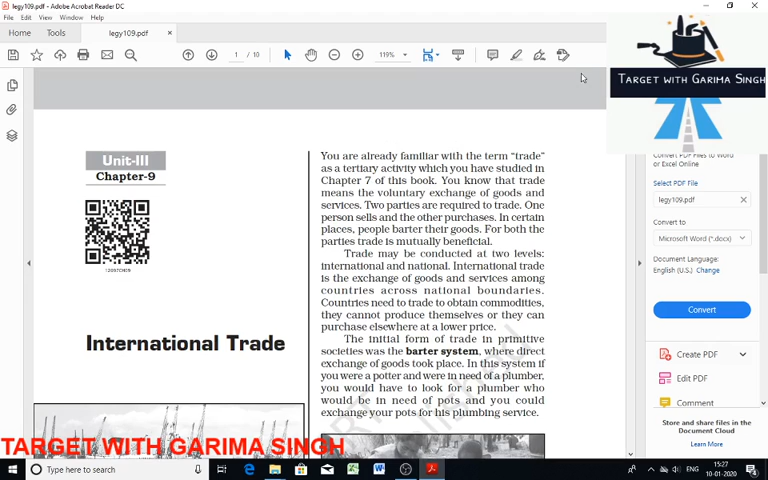 legy109.pdf - Adobe Acrobat Reader DC
File Edit View Window Help
Home Tools legy109.pdf ×
1 / 10 119%
TARGET WITH GARIMA SINGH
Unit-III
Chapter-9
12097CH09
International Trade
You are already familiar with the term "trade"
as a tertiary activity which you have studied in
Chapter 7 of this book. You know that trade
means the voluntary exchange of goods and
services. Two parties are required to trade. One
person sells and the other purchases. In certain
places, people barter their goods. For both the
parties trade is mutually beneficial.
Trade may be conducted at two levels:
international and national. International trade
is the exchange of goods and services among
countries across national boundaries.
Countries need to trade to obtain commodities,
they cannot produce themselves or they can
purchase elsewhere at a lower price.
The initial form of trade in primitive
societies was the barter system, where direct
exchange of goods took place. In this system if
you were a potter and were in need of a plumber,
you would have to look for a plumber who
would be in need of pots and you could
exchange your pots for his plumbing service.
Convert PDF Files to Word
or Excel Online
Select PDF File
legy109.pdf
Convert to
Microsoft Word (*.docx)
Document Language:
English (U.S.) Change
Convert
Create PDF
Edit PDF
Comment
Store and share files in the
Document Cloud
Learn More
TARGET WITH GARIMA SINGH
Type here to search
ENG
15:27
10-01-2020